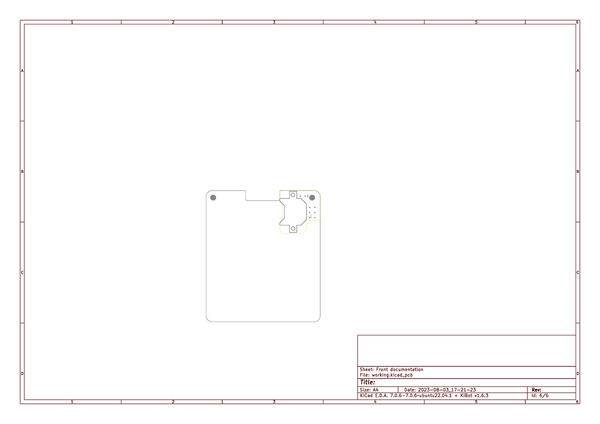 1 2 3 4 5 6
A A
B B
C C
D D
Sheet: Front documentation
File: working.kicad_pcb
Title:
Size: A4 Date: 2023-08-03_17-21-23 Rev:
KiCad E.D.A. 7.0.6-7.0.6~ubuntu22.04.1 + KiBot v1.6.3 Id: 6/6
1 2 3 4 5 6